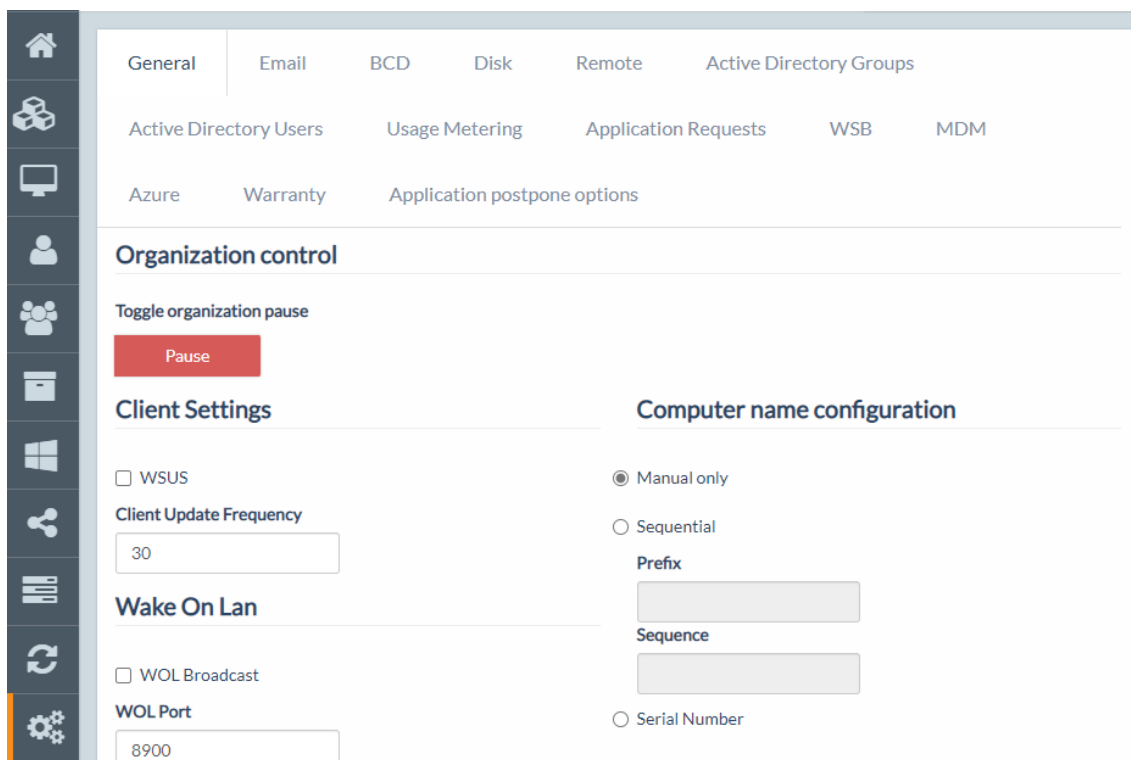 General Email BCD Disk Remote Active Directory Groups
Active Directory Users Usage Metering Application Requests WSB MDM
Azure Warranty Application postpone options
Organization control
Toggle organization pause
Pause
Client Settings
WSUS
Client Update Frequency
30
Wake On Lan
WOL Broadcast
WOL Port
8900
Computer name configuration
Manual only
Sequential
Prefix
Sequence
Serial Number